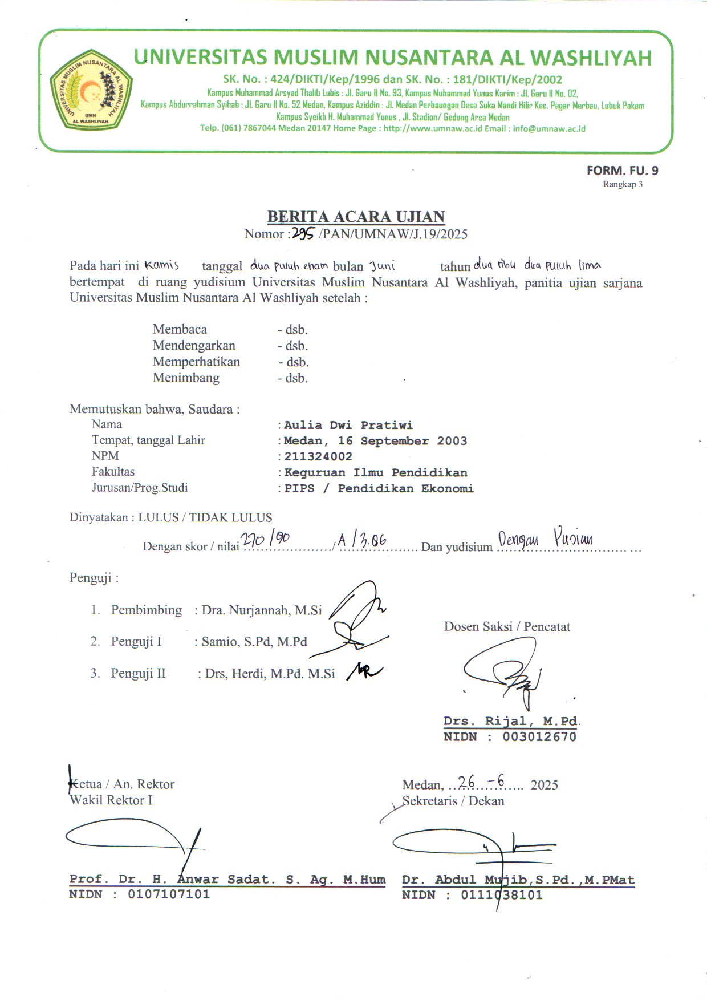 UNIVERSITAS MUSLIM NUSANTARA AL WASHLIYAH
SK. No. : 424/DIKTI/Kep/1996 dan SK. No. : 181/DIKTI/Kep/2002
Kampus Muhammad Arsyad Thalib Lubis : Jl. Garu II No. 93, Kampus Muhammad Yunus Karim : Jl. Garu II No. 02,
Kampus Abdurrahman Syihab : Jl. Garu II No. 52 Medan, Kampus Aziddin : Jl. Medan Perbaungan Desa Suka Mandi Hilir Kec. Pagar Merbau, Lubuk Pakam
Kampus Syeikh H. Muhammad Yunus , Jl. Stadion/ Gedung Arca Medan
Telp. (061) 7867044 Medan 20147 Home Page : http://www.umnaw.ac.id Email : info@umnaw.ac.id
UNIVERSITAS MUSLIM NUSANTARA AL WASHLIYAH
UMN
AL WASHLIYAH
FORM. FU. 9
Rangkap 3
BERITA ACARA UJIAN
Nomor : 295 /PAN/UMNAW/J.19/2025
Pada hari ini Kamis tanggal dua puluh enam bulan Juni tahun dua ribu dua puluh lima
bertempat di ruang yudisium Universitas Muslim Nusantara Al Washliyah, panitia ujian sarjana
Universitas Muslim Nusantara Al Washliyah setelah :
Membaca - dsb.
Mendengarkan - dsb.
Memperhatikan - dsb.
Menimbang - dsb.
Memutuskan bahwa, Saudara :
Nama : Aulia Dwi Pratiwi
Tempat, tanggal Lahir : Medan, 16 September 2003
NPM : 211324002
Fakultas : Keguruan Ilmu Pendidikan
Jurusan/Prog.Studi : PIPS / Pendidikan Ekonomi
Dinyatakan : LULUS / TIDAK LULUS
Dengan skor / nilai 270/90 / A/3.86 Dan yudisium Dengan Pujian
Penguji :
1. Pembimbing : Dra. Nurjannah, M.Si
2. Penguji I : Samio, S.Pd, M.Pd
3. Penguji II : Drs, Herdi, M.Pd. M.Si
Dosen Saksi / Pencatat
Drs. Rijal, M.Pd.
NIDN : 003012670
Ketua / An. Rektor
Wakil Rektor I
Prof. Dr. H. Anwar Sadat. S. Ag. M.Hum
NIDN : 0107107101
Medan, 26 - 6 2025
Sekretaris / Dekan
Dr. Abdul Mujib,S.Pd.,M.PMat
NIDN : 0111038101